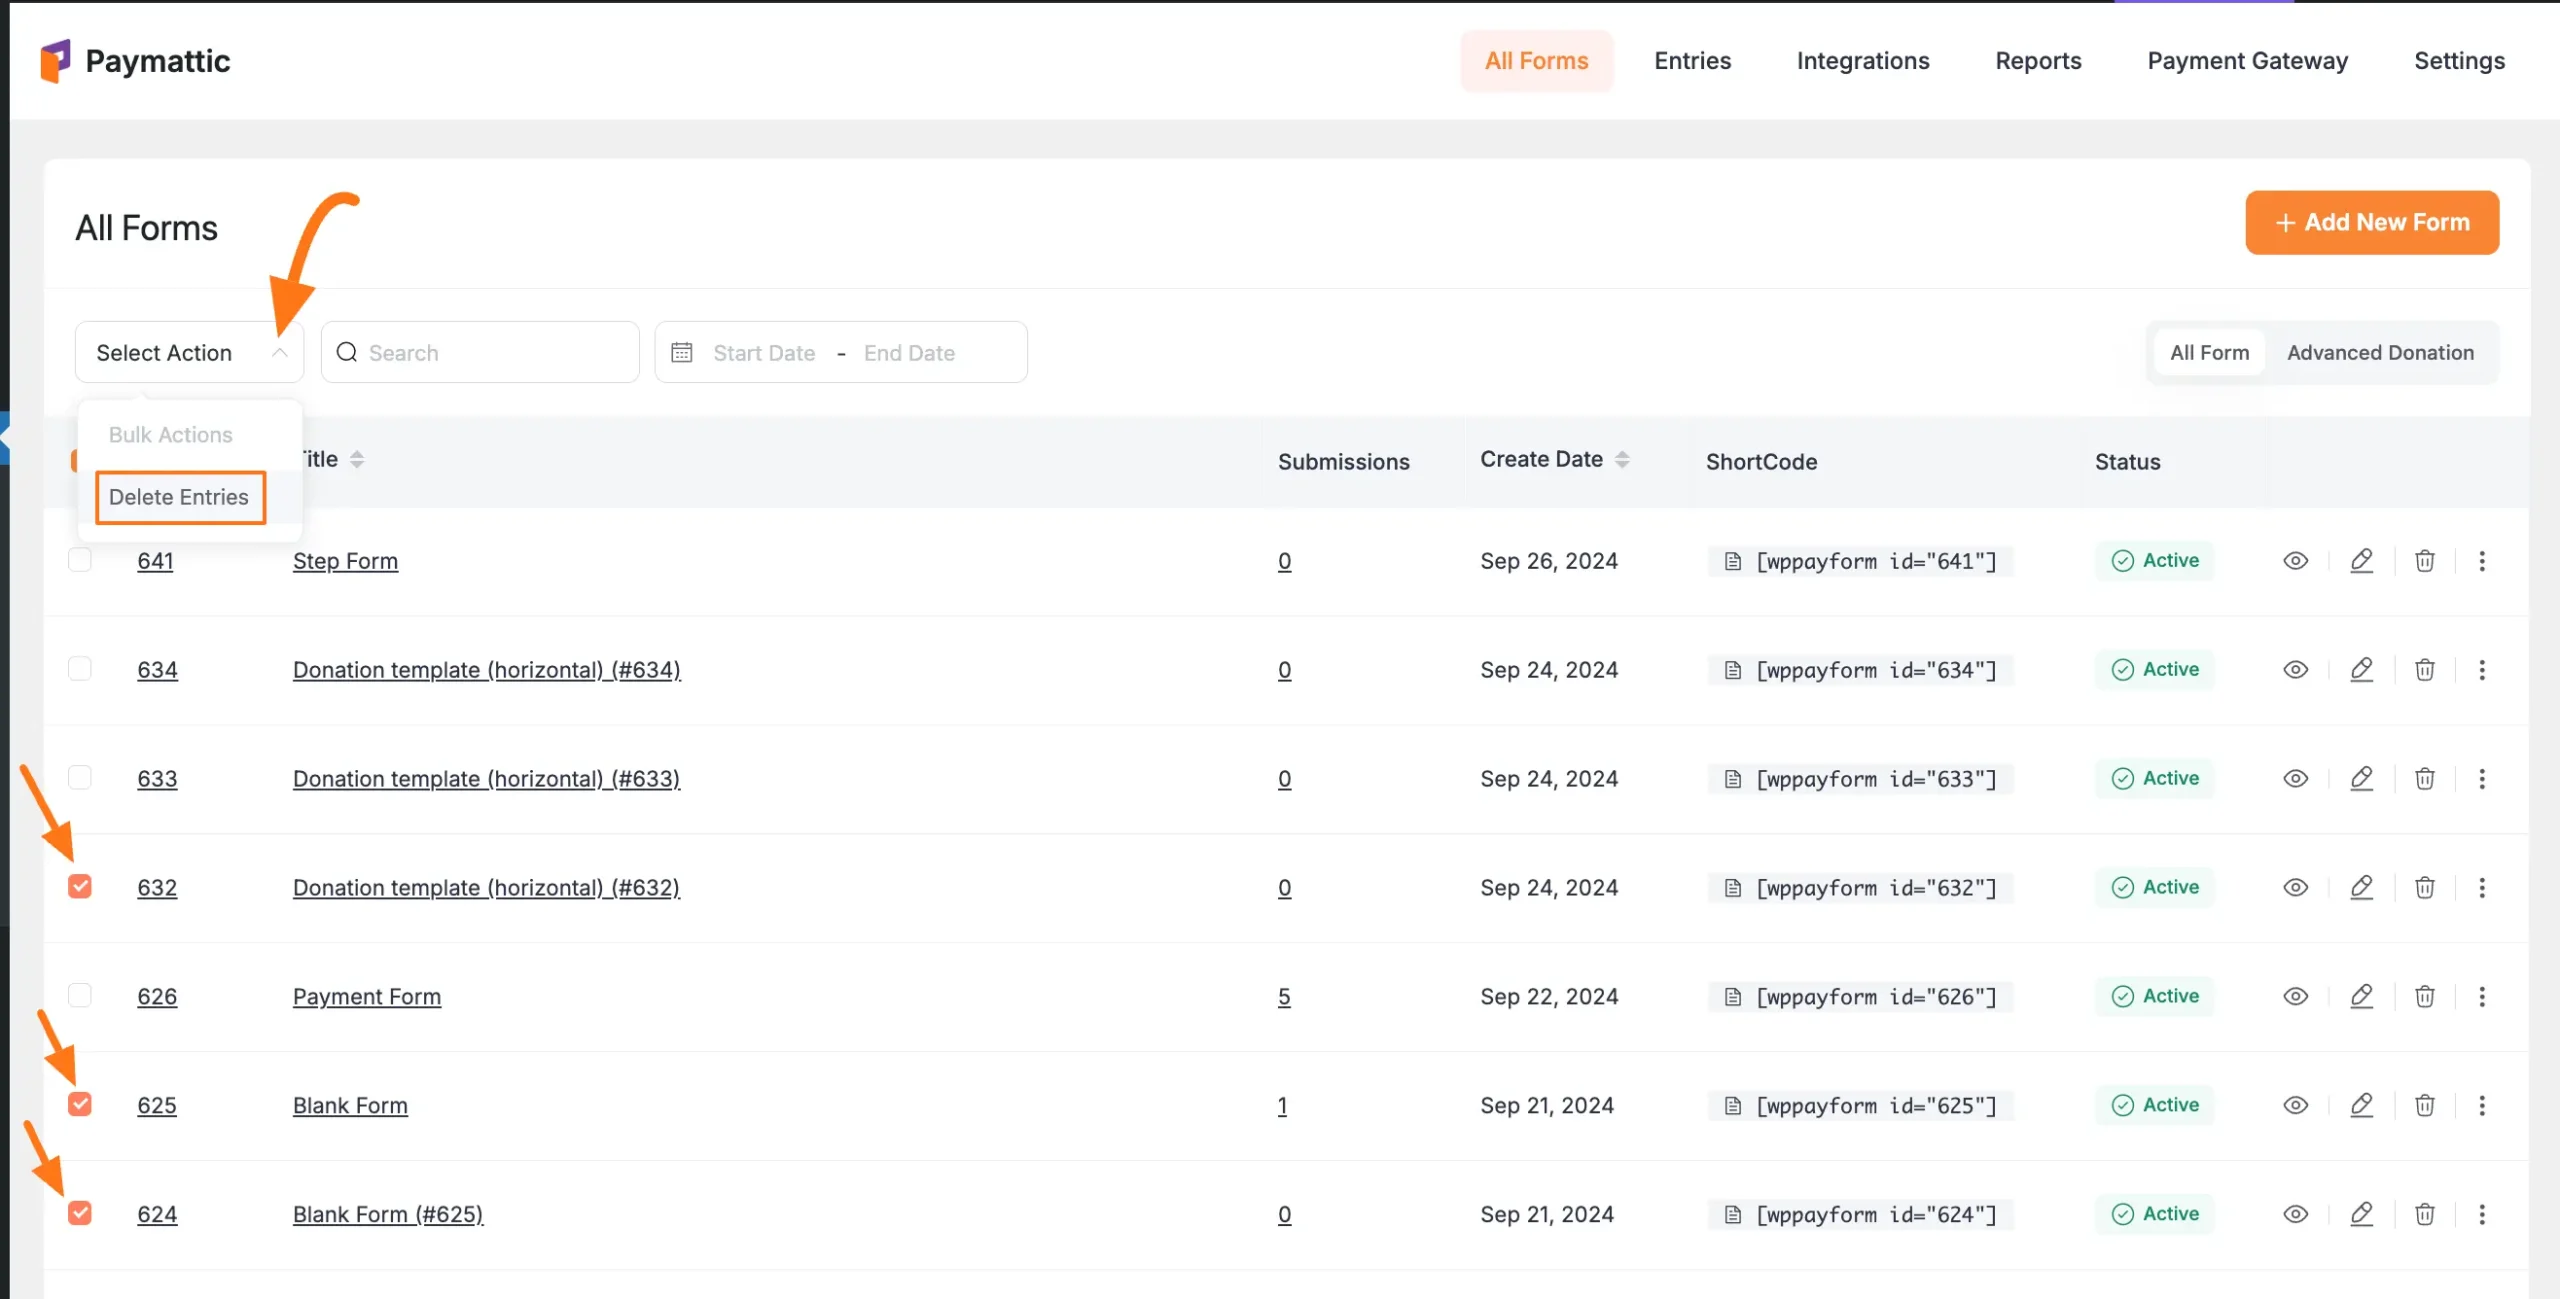 Paymattic
All Forms Entries Integrations Reports Payment Gateway Settings
All Forms
+ Add New Form
Select Action Search Start Date - End Date All Form Advanced Donation
Bulk Actions
Delete Entries
Submissions Create Date ShortCode Status
641 Step Form 0 Sep 26, 2024 [wppayform id="641"] Active
634 Donation template (horizontal) (#634) 0 Sep 24, 2024 [wppayform id="634"] Active
633 Donation template (horizontal) (#633) 0 Sep 24, 2024 [wppayform id="633"] Active
632 Donation template (horizontal) (#632) 0 Sep 24, 2024 [wppayform id="632"] Active
626 Payment Form 5 Sep 22, 2024 [wppayform id="626"] Active
625 Blank Form 1 Sep 21, 2024 [wppayform id="625"] Active
624 Blank Form (#625) 0 Sep 21, 2024 [wppayform id="624"] Active